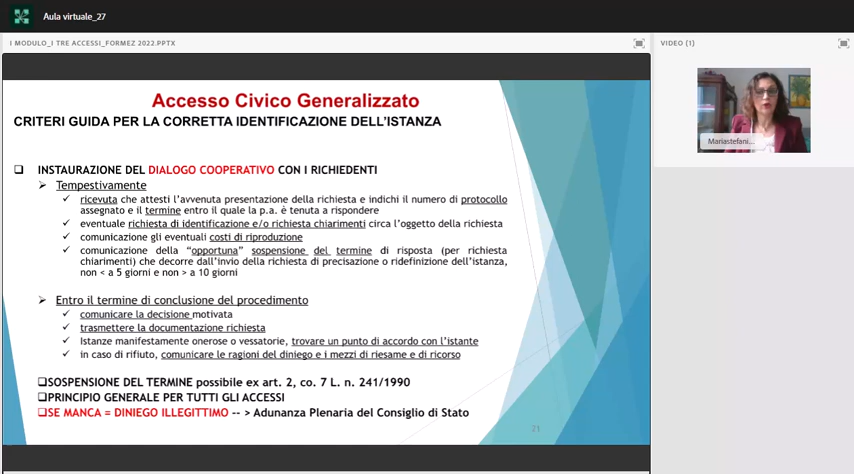 Aula virtuale_27
I MODULO_I TRE ACCESSI_FORMEZ 2022.PPTX
VIDEO (1)
Mariastefani...
Accesso Civico Generalizzato
CRITERI GUIDA PER LA CORRETTA IDENTIFICAZIONE DELL'ISTANZA
❑ INSTAURAZIONE DEL DIALOGO COOPERATIVO CON I RICHIEDENTI
➢ Tempestivamente
✓ ricevuta che attesti l'avvenuta presentazione della richiesta e indichi il numero di protocollo
assegnato e il termine entro il quale la p.a. è tenuta a rispondere
✓ eventuale richiesta di identificazione e/o richiesta chiarimenti circa l'oggetto della richiesta
✓ comunicazione gli eventuali costi di riproduzione
✓ comunicazione della "opportuna" sospensione del termine di risposta (per richiesta
chiarimenti) che decorre dall'invio della richiesta di precisazione o ridefinizione dell'istanza,
non < a 5 giorni e non > a 10 giorni
➢ Entro il termine di conclusione del procedimento
✓ comunicare la decisione motivata
✓ trasmettere la documentazione richiesta
✓ Istanze manifestamente onerose o vessatorie, trovare un punto di accordo con l'istante
✓ in caso di rifiuto, comunicare le ragioni del diniego e i mezzi di riesame e di ricorso
❑SOSPENSIONE DEL TERMINE possibile ex art. 2, co. 7 L. n. 241/1990
❑PRINCIPIO GENERALE PER TUTTI GLI ACCESSI
❑SE MANCA = DINIEGO ILLEGITTIMO -- > Adunanza Plenaria del Consiglio di Stato
21